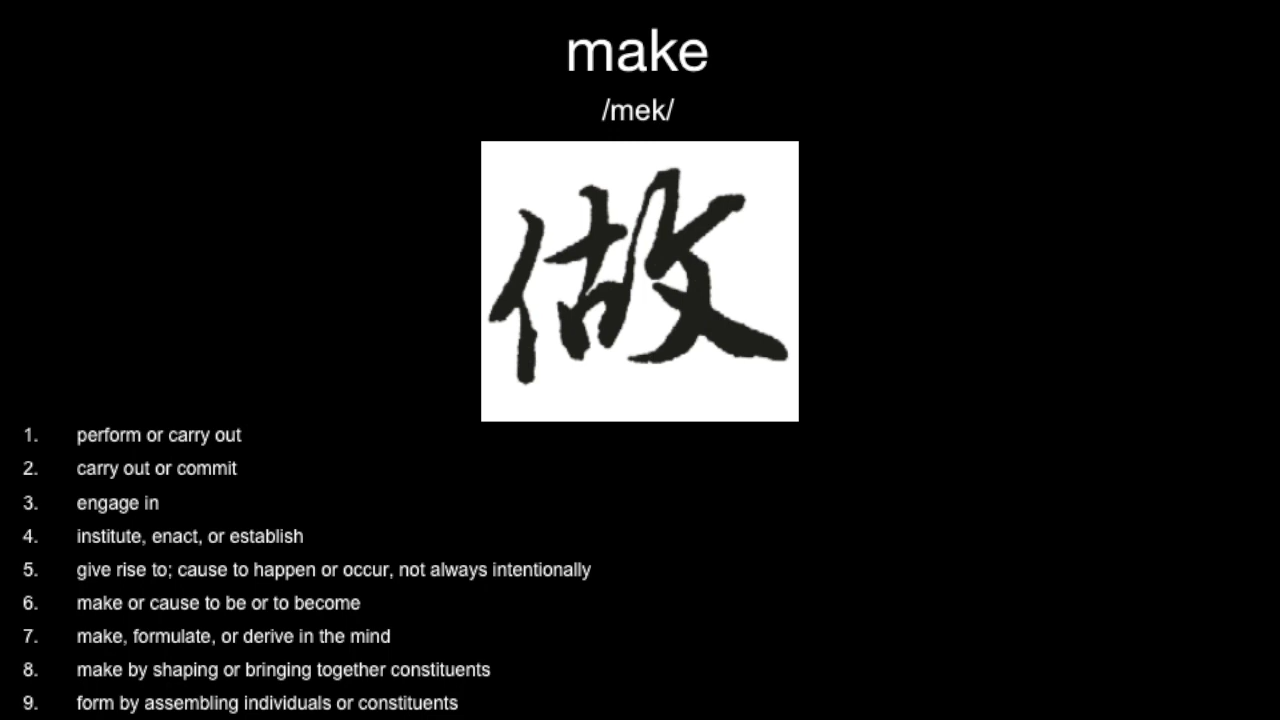 make
/mek/
做
1. perform or carry out
2. carry out or commit
3. engage in
4. institute, enact, or establish
5. give rise to; cause to happen or occur, not always intentionally
6. make or cause to be or to become
7. make, formulate, or derive in the mind
8. make by shaping or bringing together constituents
9. form by assembling individuals or constituents